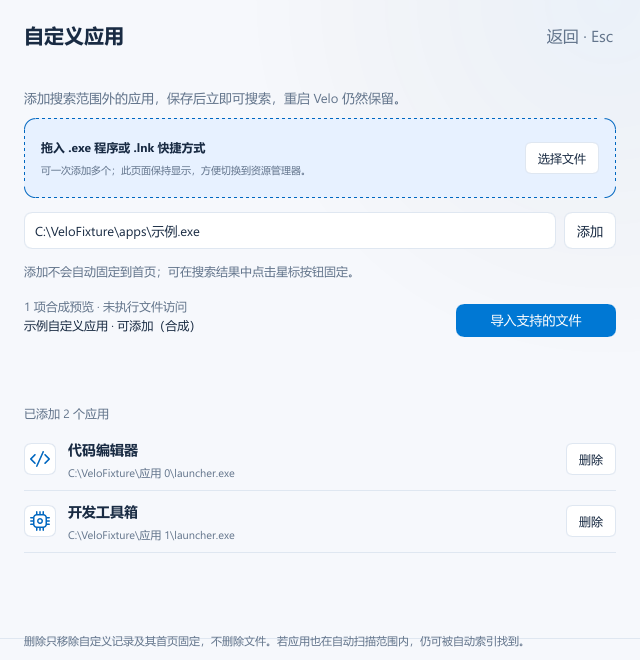 自定义应用
返回 · Esc
添加搜索范围外的应用，保存后立即可搜索，重启 Velo 仍然保留。
拖入 .exe 程序或 .lnk 快捷方式
可一次添加多个；此页面保持显示，方便切换到资源管理器。
选择文件
C:\VeloFixture\apps\示例.exe
添加
添加不会自动固定到首页；可在搜索结果中点击星标按钮固定。
1 项合成预览 · 未执行文件访问
示例自定义应用 · 可添加（合成）
导入支持的文件
已添加 2 个应用
代码编辑器
C:\VeloFixture\应用 0\launcher.exe
删除
开发工具箱
C:\VeloFixture\应用 1\launcher.exe
删除
删除只移除自定义记录及其首页固定，不删除文件。若应用也在自动扫描范围内，仍可被自动索引找到。